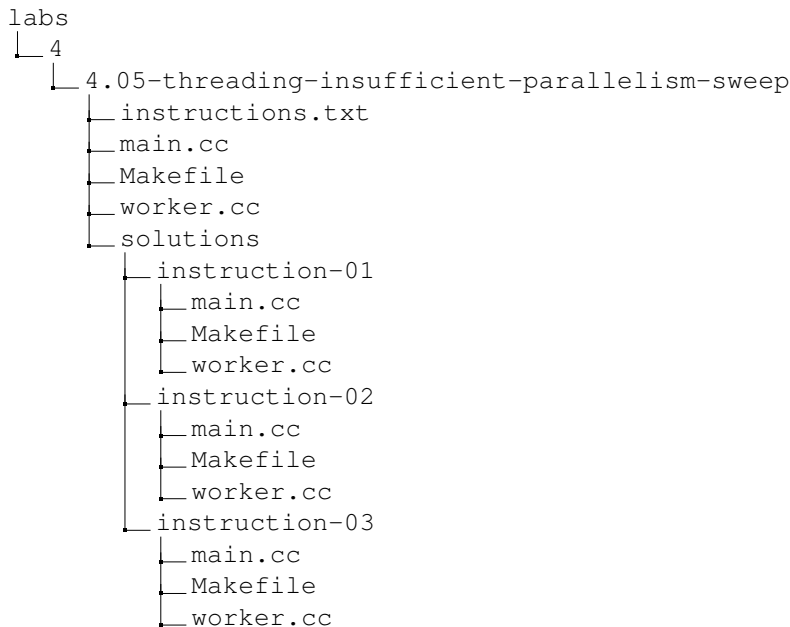 labs
4
4.05-threading-insufficient-parallelism-sweep
instructions.txt
main.cc
Makefile
worker.cc
solutions
instruction-01
main.cc
Makefile
worker.cc
instruction-02
main.cc
Makefile
worker.cc
instruction-03
main.cc
Makefile
worker.cc